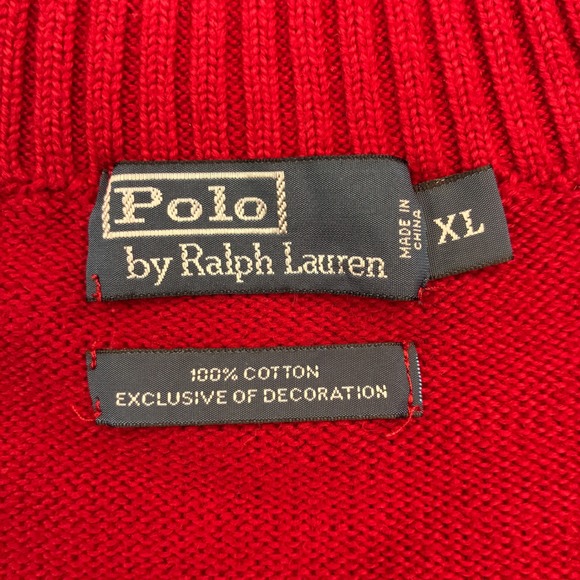 Polo
by Ralph Lauren
MADE IN
CHINA
XL
100% COTTON
EXCLUSIVE OF DECORATION